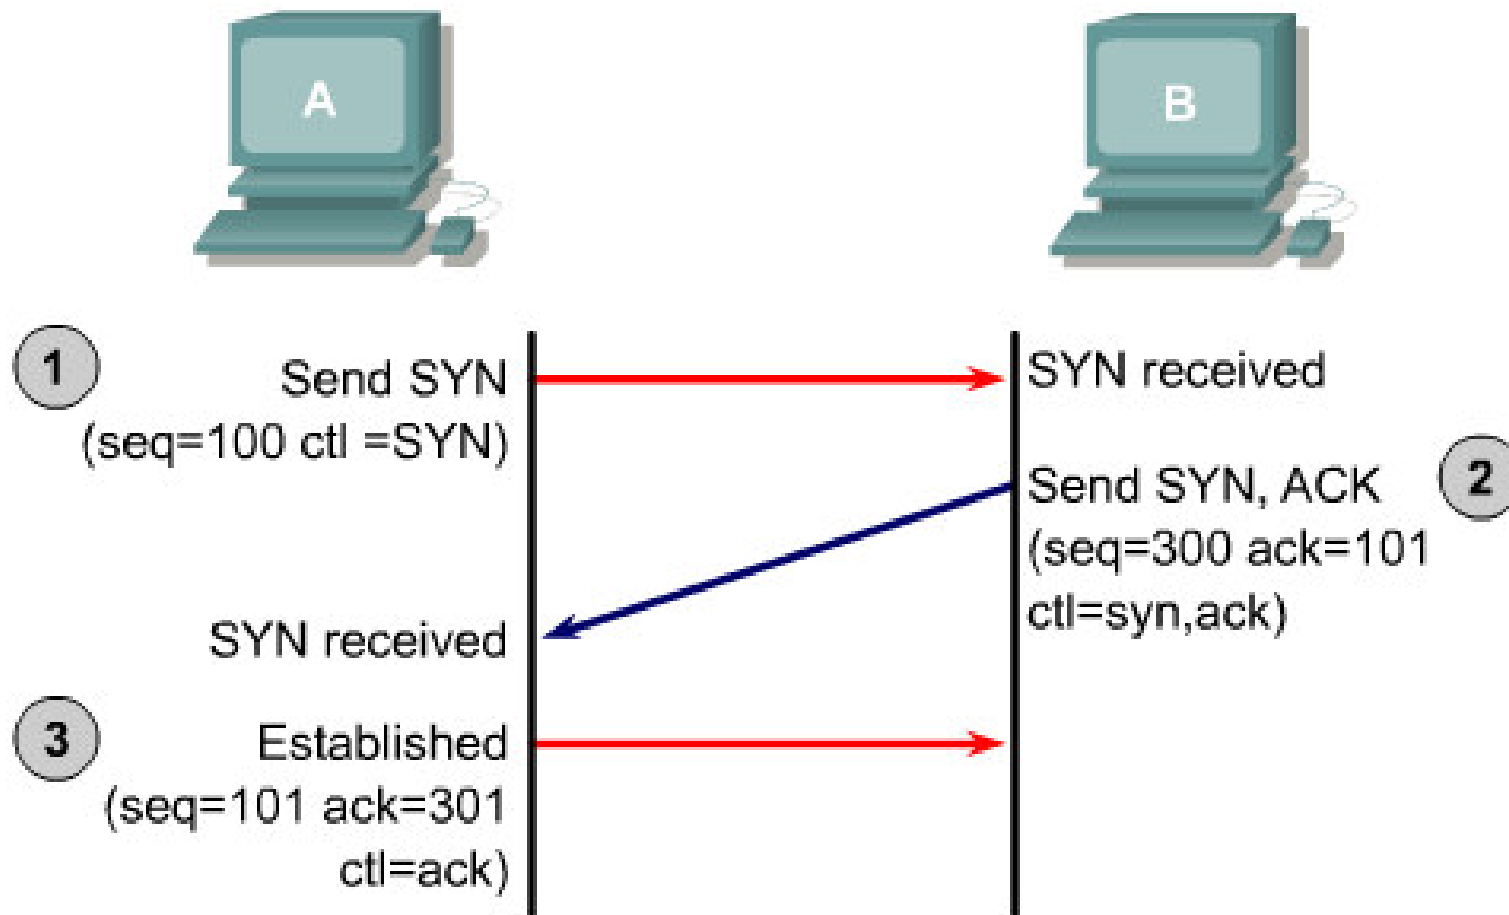 A
B
1
Send SYN
(seq=100 ctl =SYN)
SYN received
2
Send SYN, ACK
(seq=300 ack=101
ctl=syn,ack)
SYN received
3
Established
(seq=101 ack=301
ctl=ack)